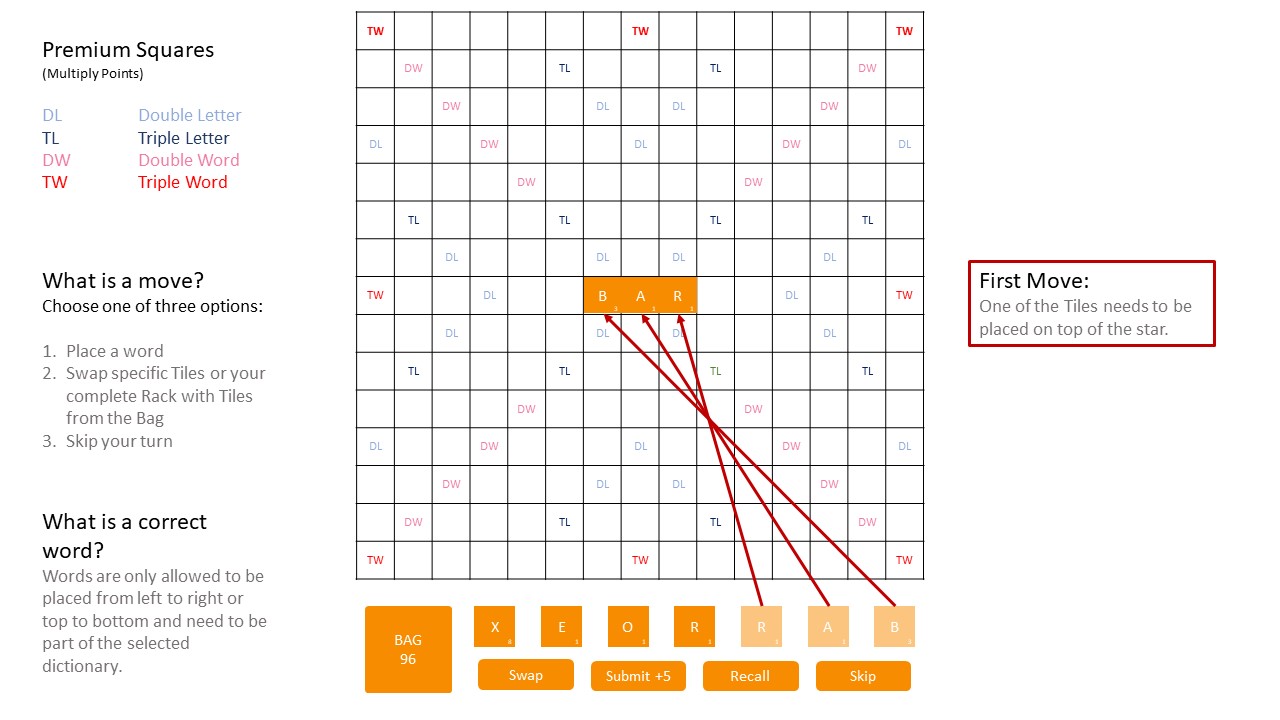 Premium Squares
(Multiply Points)
DL Double Letter
TL Triple Letter
DW Double Word
TW Triple Word
What is a move?
Choose one of three options:
1. Place a word
2. Swap specific Tiles or your
complete Rack with Tiles
from the Bag
3. Skip your turn
What is a correct
word?
Words are only allowed to be
placed from left to right or
top to bottom and need to be
part of the selected
dictionary.
TW TW TW
DW TL TL DW
DW DL DL DW
DL DW DL DW DL
DW DW
TL TL TL TL
DL DL DL DL
TW DL B A R DL TW
DL DL DL DL
TL TL TL TL
DW DW
DL DW DL DW DL
DW DL DL DW
DW TL TL DW
TW TW TW
BAG
96
X E O R R A B
Swap Submit +5 Recall Skip
First Move:
One of the Tiles needs to be
placed on top of the star.